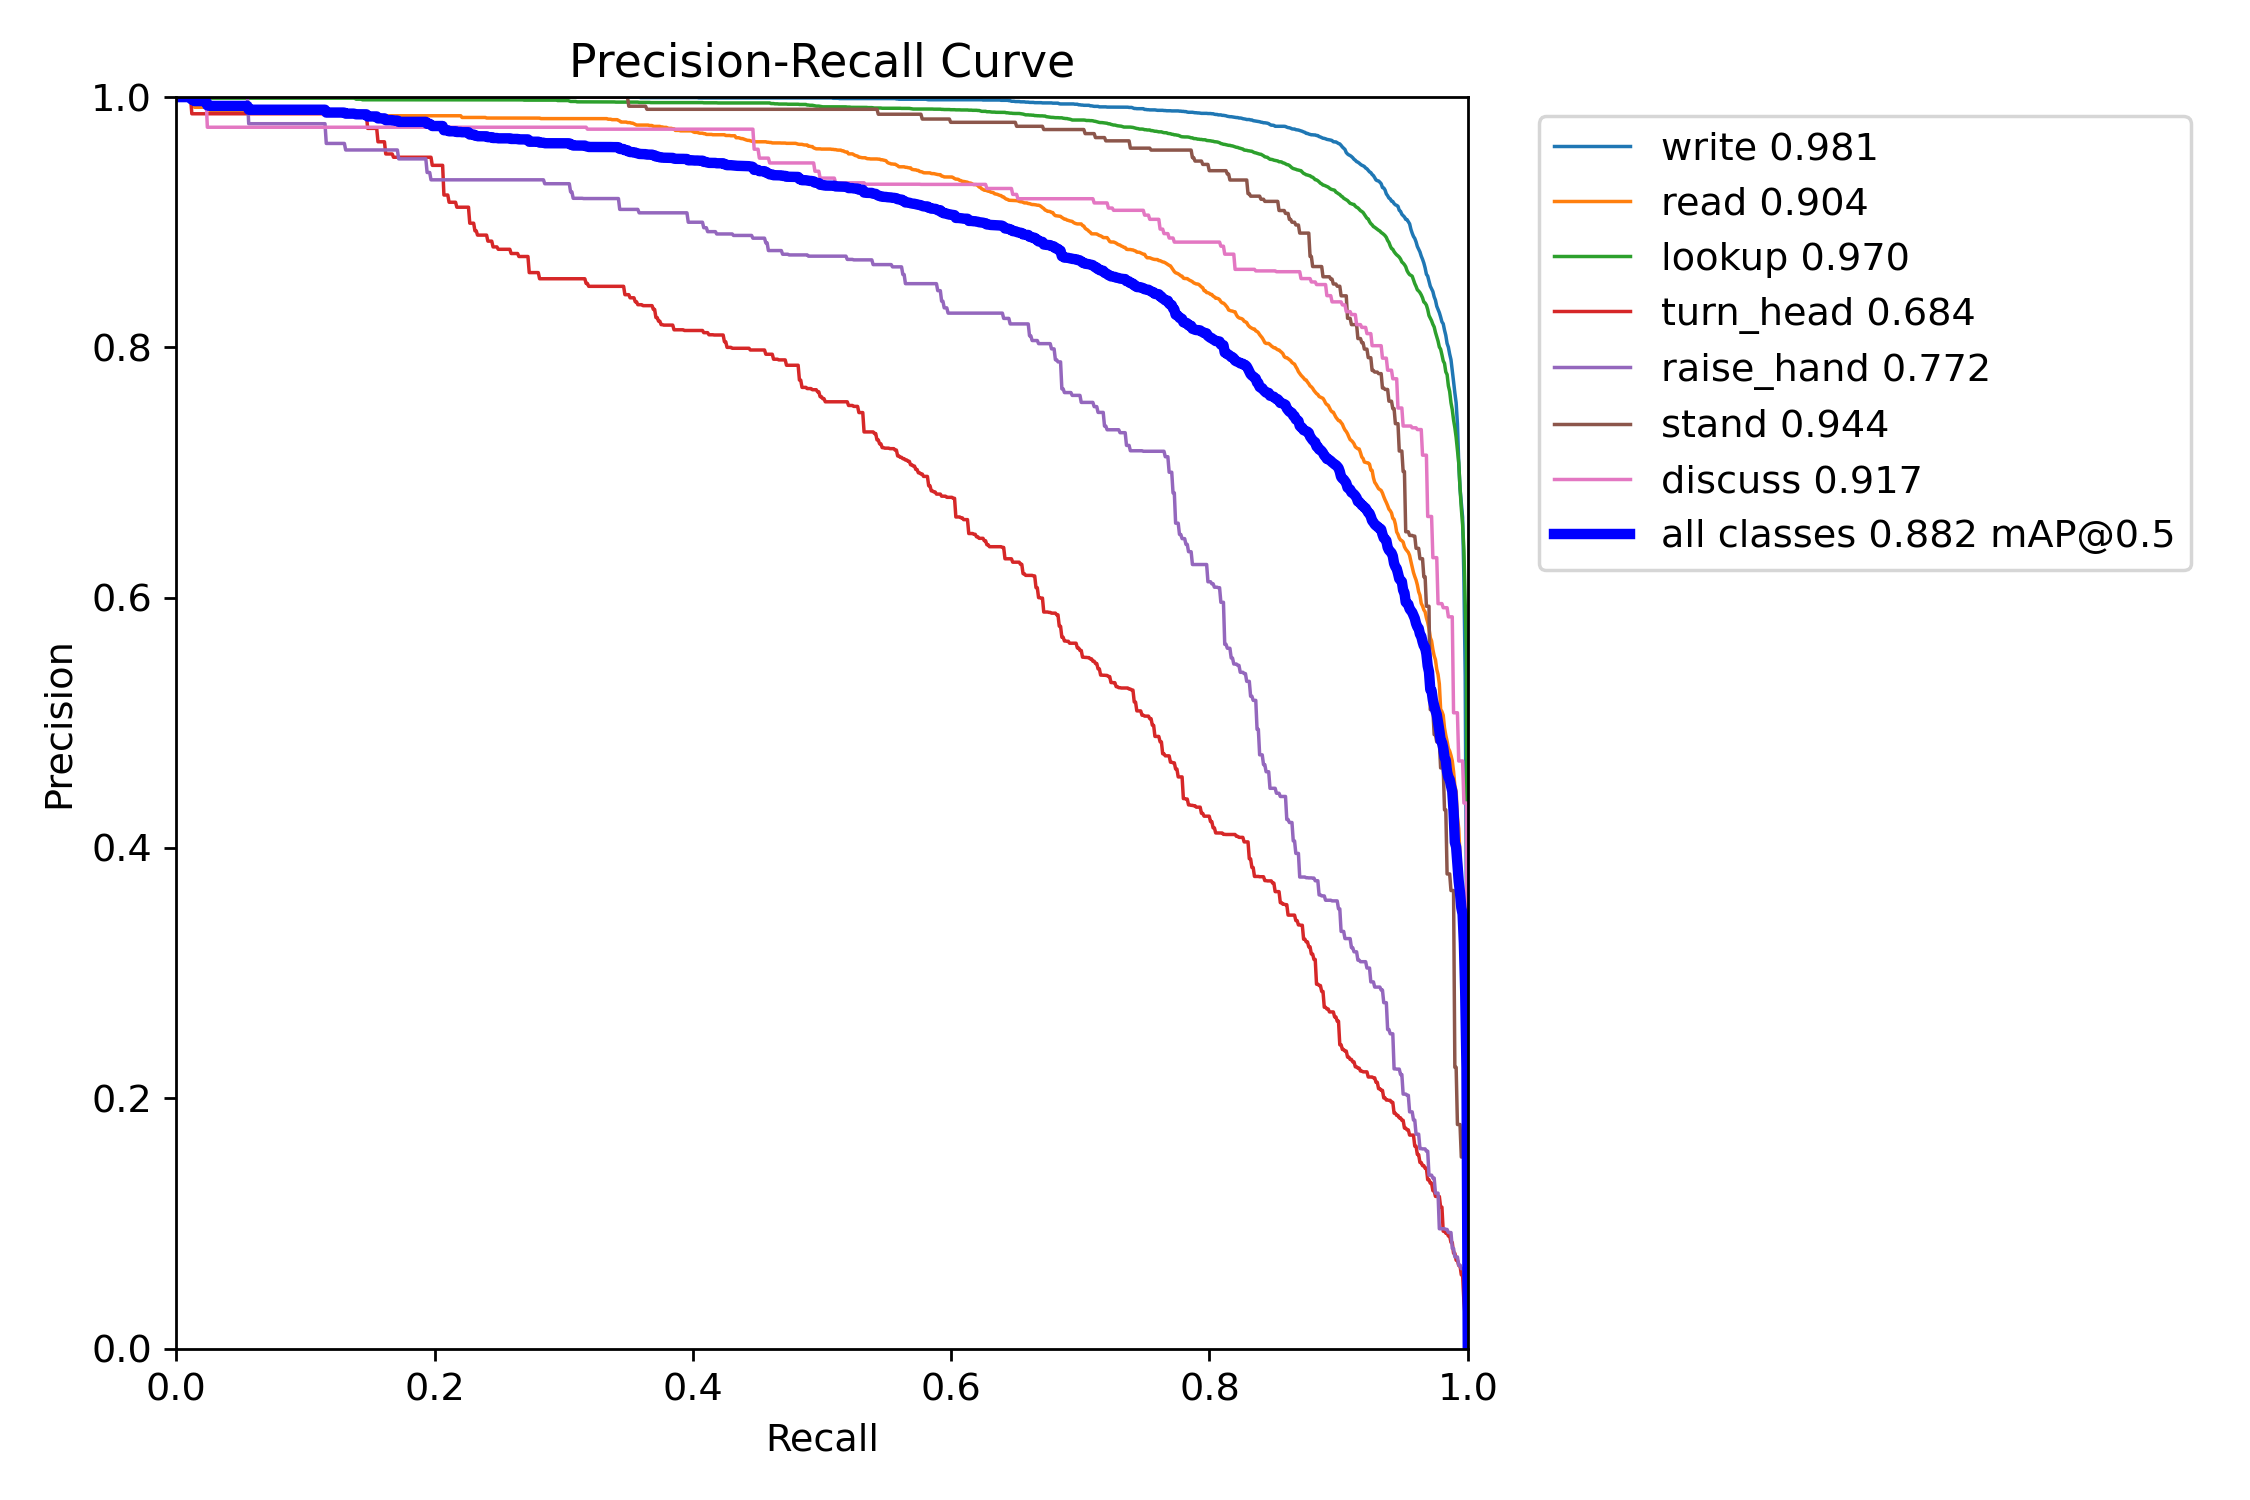 Precision-Recall Curve
1.0
0.8
0.6
0.4
0.2
0.0
Precision
0.0 0.2 0.4 0.6 0.8 1.0
Recall
write 0.981
read 0.904
lookup 0.970
turn_head 0.684
raise_hand 0.772
stand 0.944
discuss 0.917
all classes 0.882 mAP@0.5